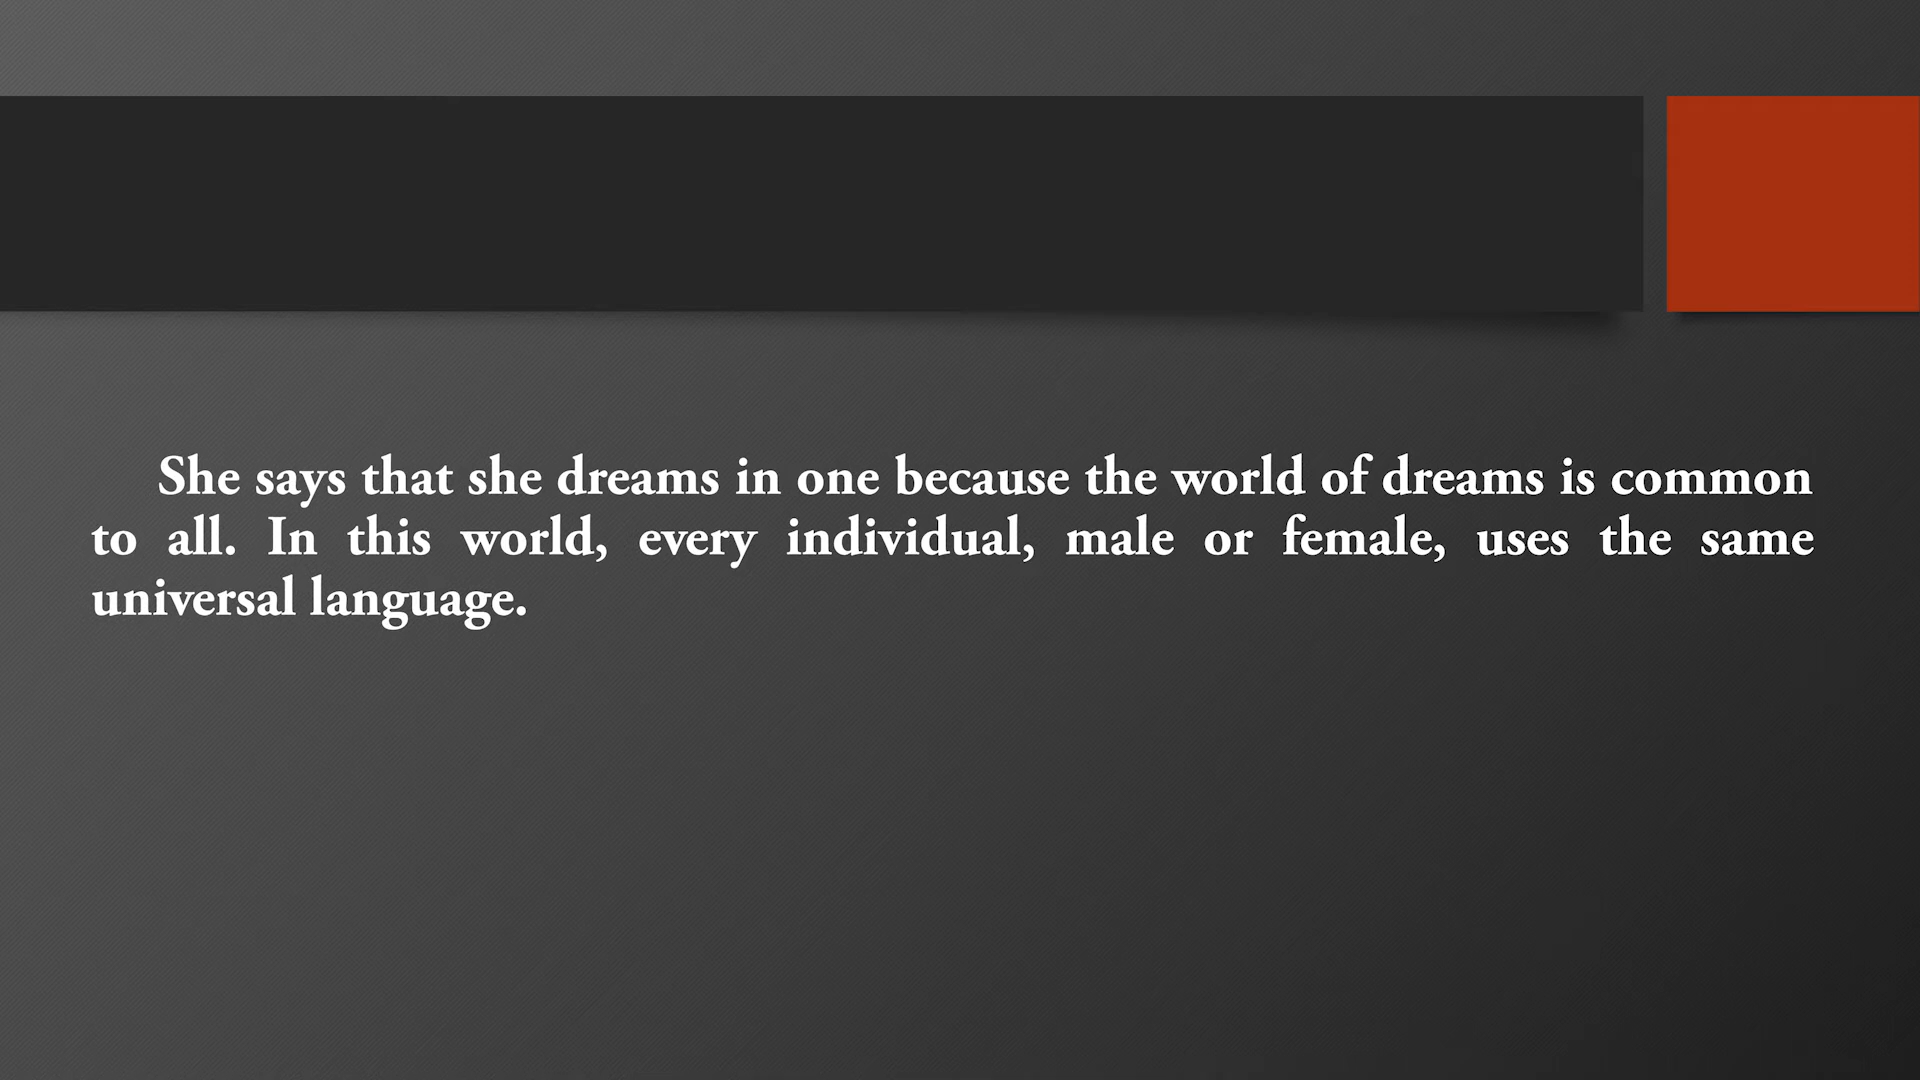 She says that she dreams in one because the world of dreams is common
to all. In this world, every individual, male or female, uses the same
universal language.